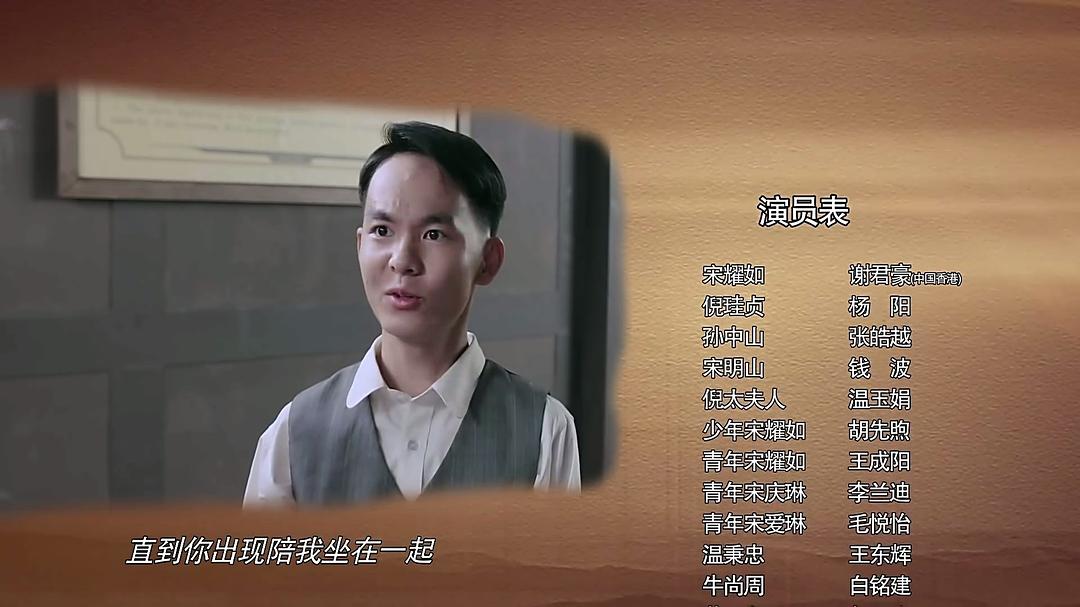 演员表
宋耀如 谢君豪(中国香港)
倪珪贞 杨 阳
孙中山 张皓越
宋明山 钱 波
倪太夫人 温玉娟
少年宋耀如 胡先煦
青年宋耀如 王成阳
青年宋庆琳 李兰迪
青年宋爱琳 毛悦怡
温秉忠 王东辉
牛尚周 白铭建
直到你出现陪我坐在一起